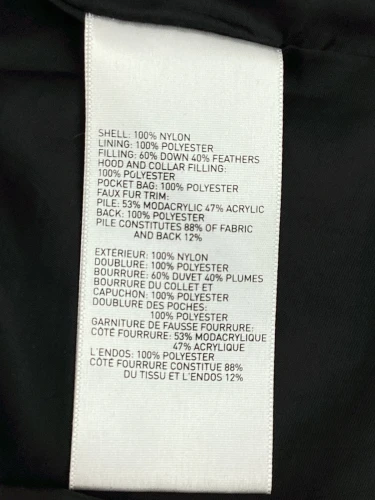 SHELL: 100% NYLON
LINING: 100% POLYESTER
FILLING: 60% DOWN 40% FEATHERS
HOOD AND COLLAR FILLING:
100% POLYESTER
POCKET BAG: 100% POLYESTER
FAUX FUR TRIM:
PILE: 53% MODACRYLIC 47% ACRYLIC
BACK: 100% POLYESTER
PILE CONSTITUTES 88% OF FABRIC
AND BACK 12%
EXTÉRIEUR: 100% NYLON
DOUBLURE: 100% POLYESTER
BOURRURE: 60% DUVET 40% PLUMES
BOURRURE DU COLLET ET
CAPUCHON: 100% POLYESTER
DOUBLURE DES POCHES:
100% POLYESTER
GARNITURE DE FAUSSE FOURRURE:
CÔTÉ FOURRURE: 53% MODACRYLIQUE
47% ACRYLIQUE
L'ENDOS: 100% POLYESTER
CÔTÉ FOURRURE CONSTITUE 88%
DU TISSU ET L'ENDOS 12%